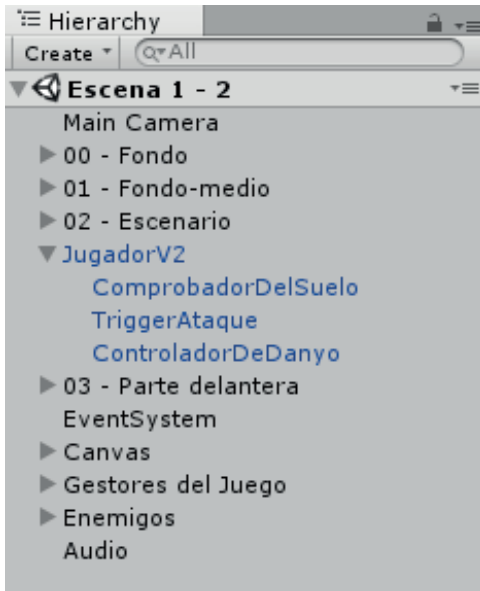 Hierarchy
Create All
Escena 1 - 2
Main Camera
00 - Fondo
01 - Fondo-medio
02 - Escenario
JugadorV2
ComprobadorDelSuelo
TriggerAtaque
ControladorDeDanyo
03 - Parte delantera
EventSystem
Canvas
Gestores del Juego
Enemigos
Audio